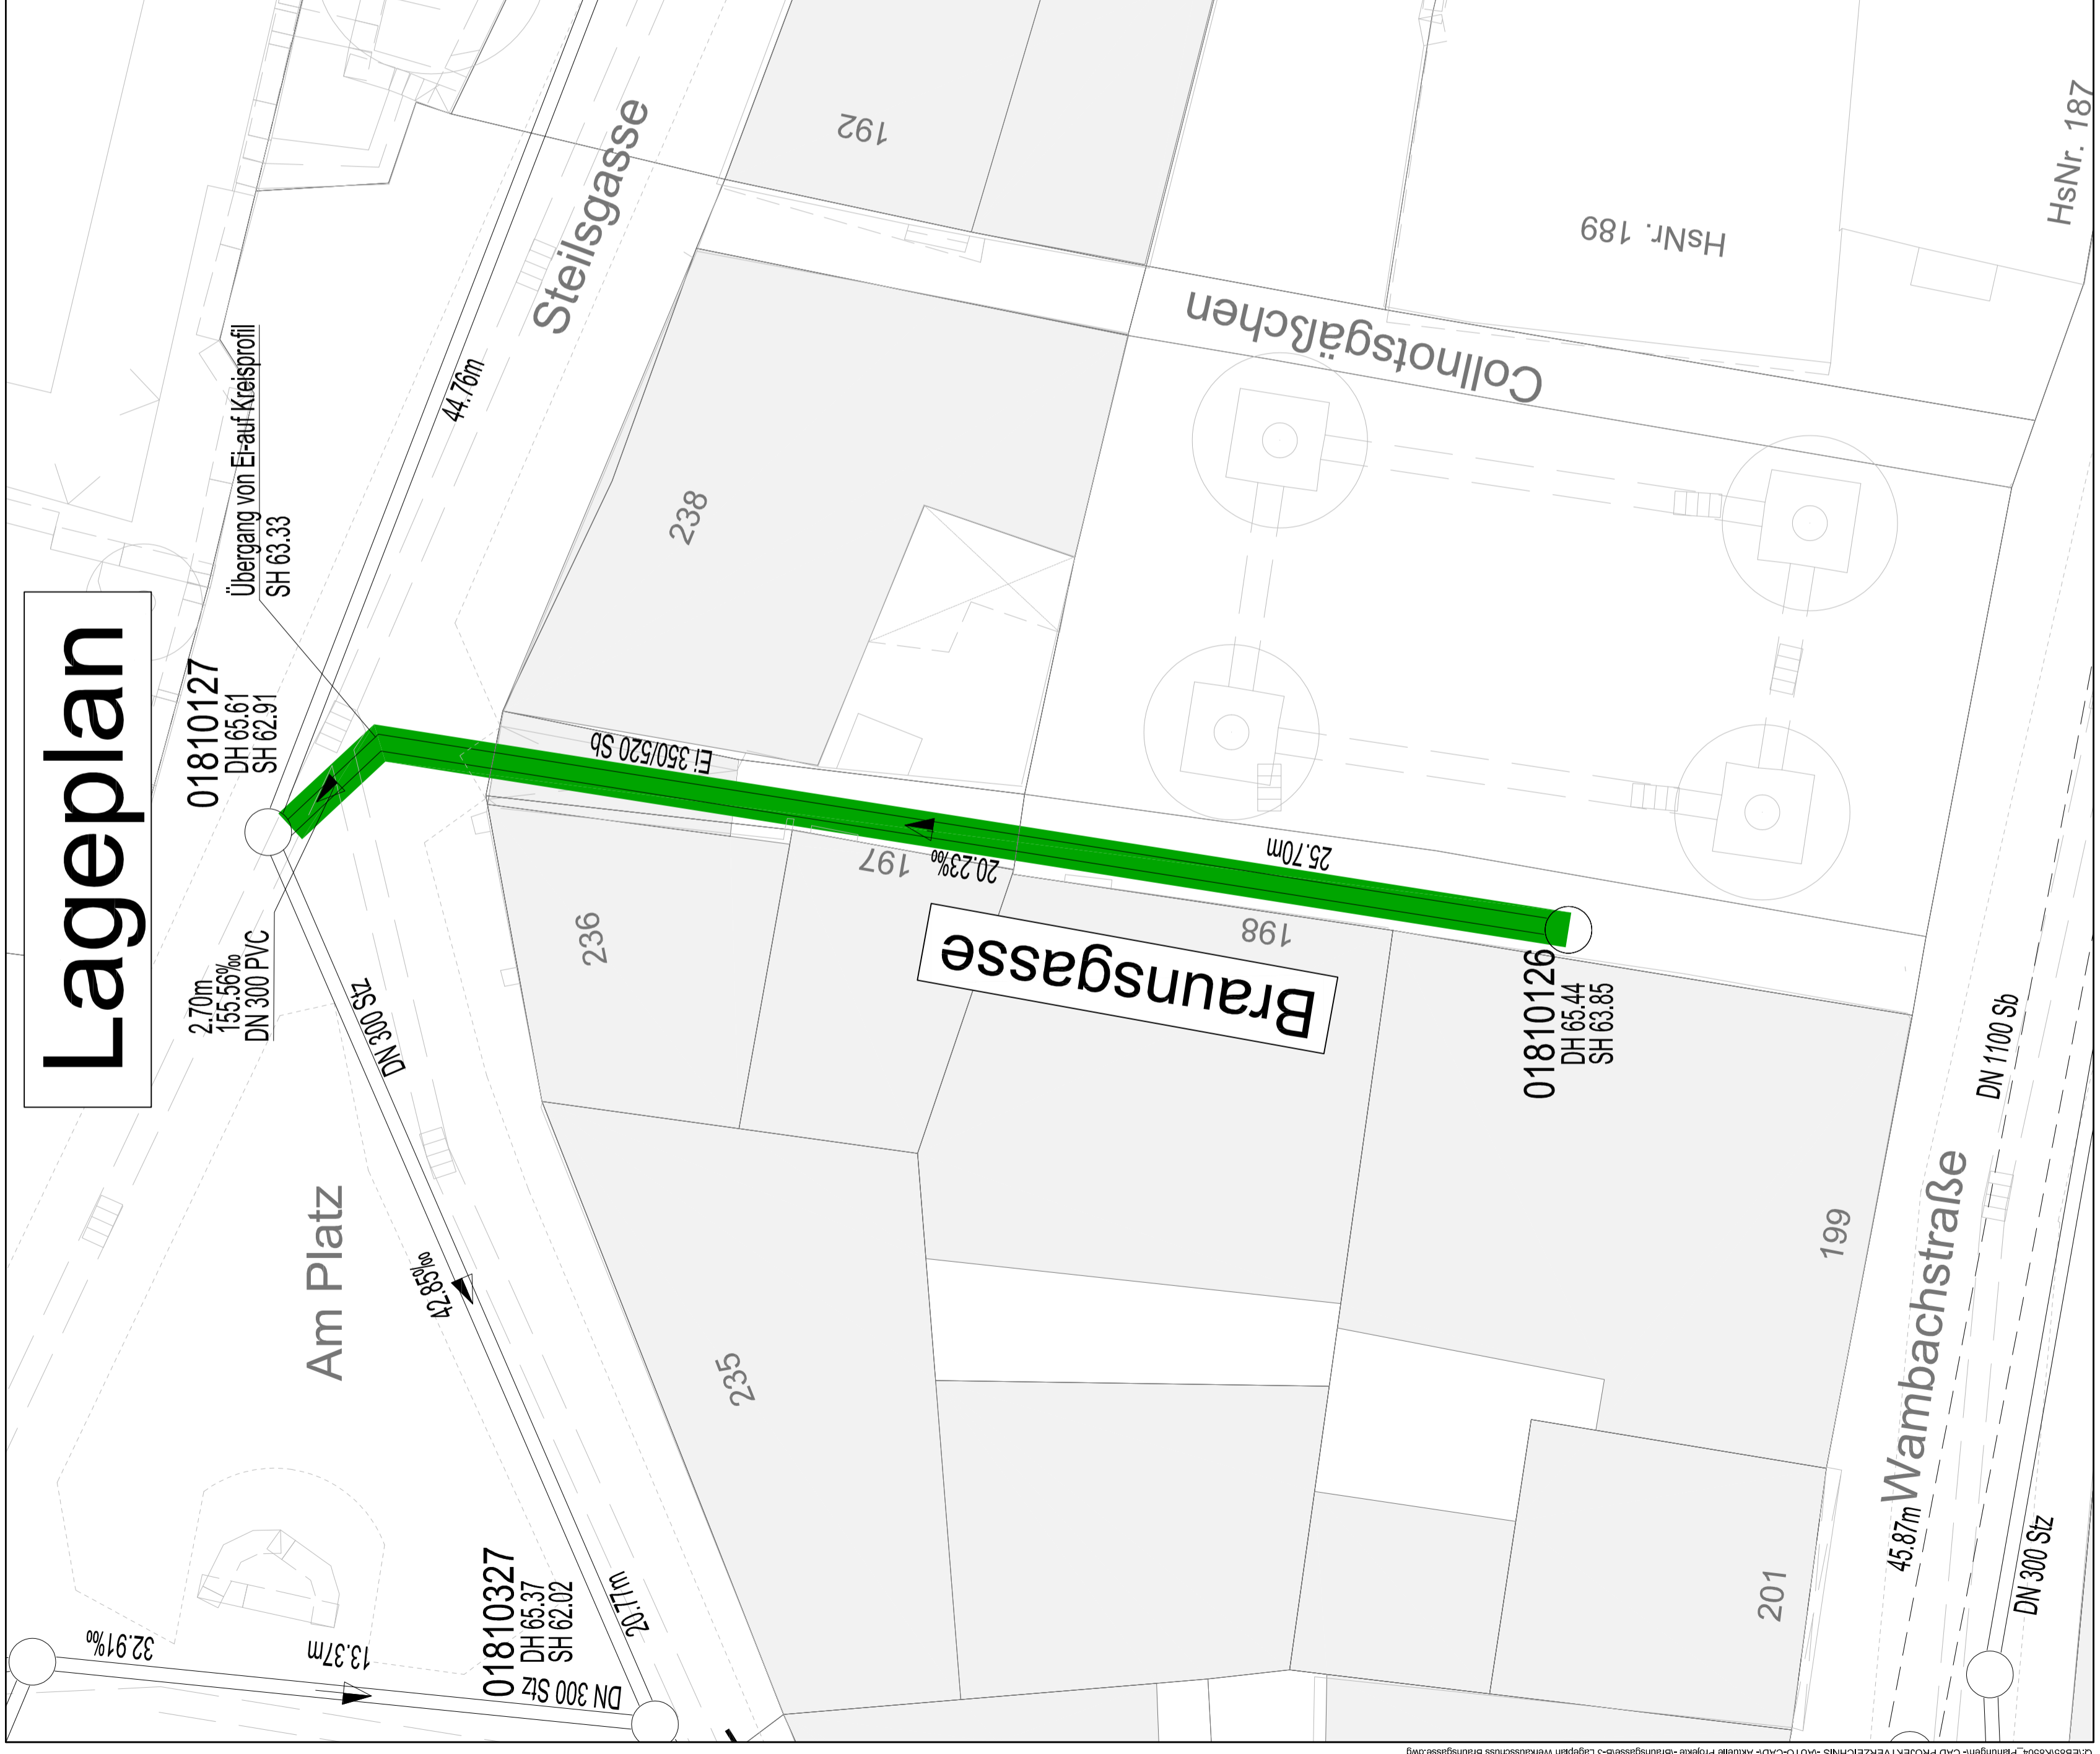 Lageplan
Übergang von Ei-auf Kreisprofil
SH 63.33
01810127
DH 65.61
SH 62.91
2.70m
155.56‰
DN 300 PVC
44.76m
Steilsgasse
192
HsNr. 189
HsNr. 187
Collnotsgäßchen
238
Ei 350/520 Sb
20.23‰
25.70m
197
198
236
Braunsgasse
01810126
DH 65.44
SH 63.85
DN 300 Stz
42.85‰
20.77m
Am Platz
235
199
201
Wambachstraße
DN 1100 Sb
45.87m
DN 300 Stz
01810327
DH 65.37
SH 62.02
32.91‰
13.37m
DN 300 Stz